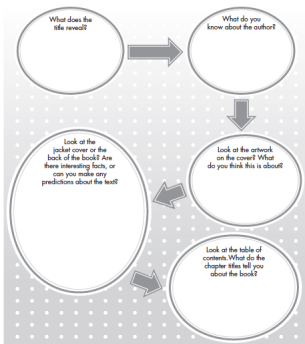 What does the
title reveal?
What do you
know about the author?
Look at the artwork
on the cover? What
do you think this is about?
Look at the
jacket cover or the
back of the book? Are
there interesting facts, or
can you make any
predictions about the text?
Look at the table of
contents.What do the
chapter titles tell you
about the book?